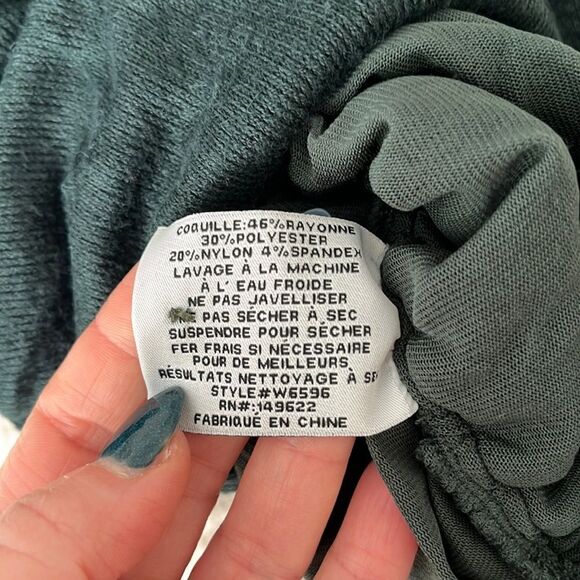 COQUILLE:46%RAYONNE
30%POLYESTER
20%NYLON 4%SPANDEX
LAVAGE À LA MACHINE
À L'EAU FROIDE
NE PAS JAVELLISER
PAS SÉCHER À SEC
SUSPENDRE POUR SÉCHER
FER FRAIS SI NÉCESSAIRE
POUR DE MEILLEURS
RÉSULTATS NETTOYAGE À
STYLE#W6596
RN#:149622
FABRIQUÉ EN CHINE